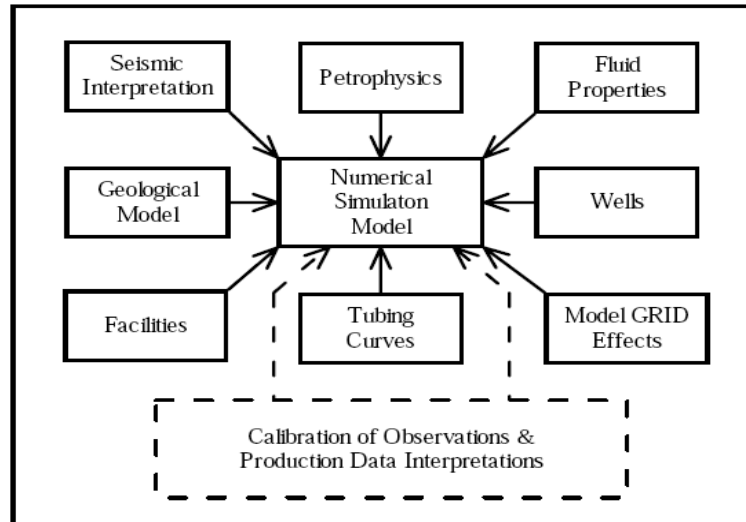 Seismic
Interpretation
Petrophysics
Fluid
Properties
Geological
Model
Numerical
Simulaton
Model
Wells
Facilities
Tubing
Curves
Model GRID
Effects
Calibration of Observations &
Production Data Interpretations